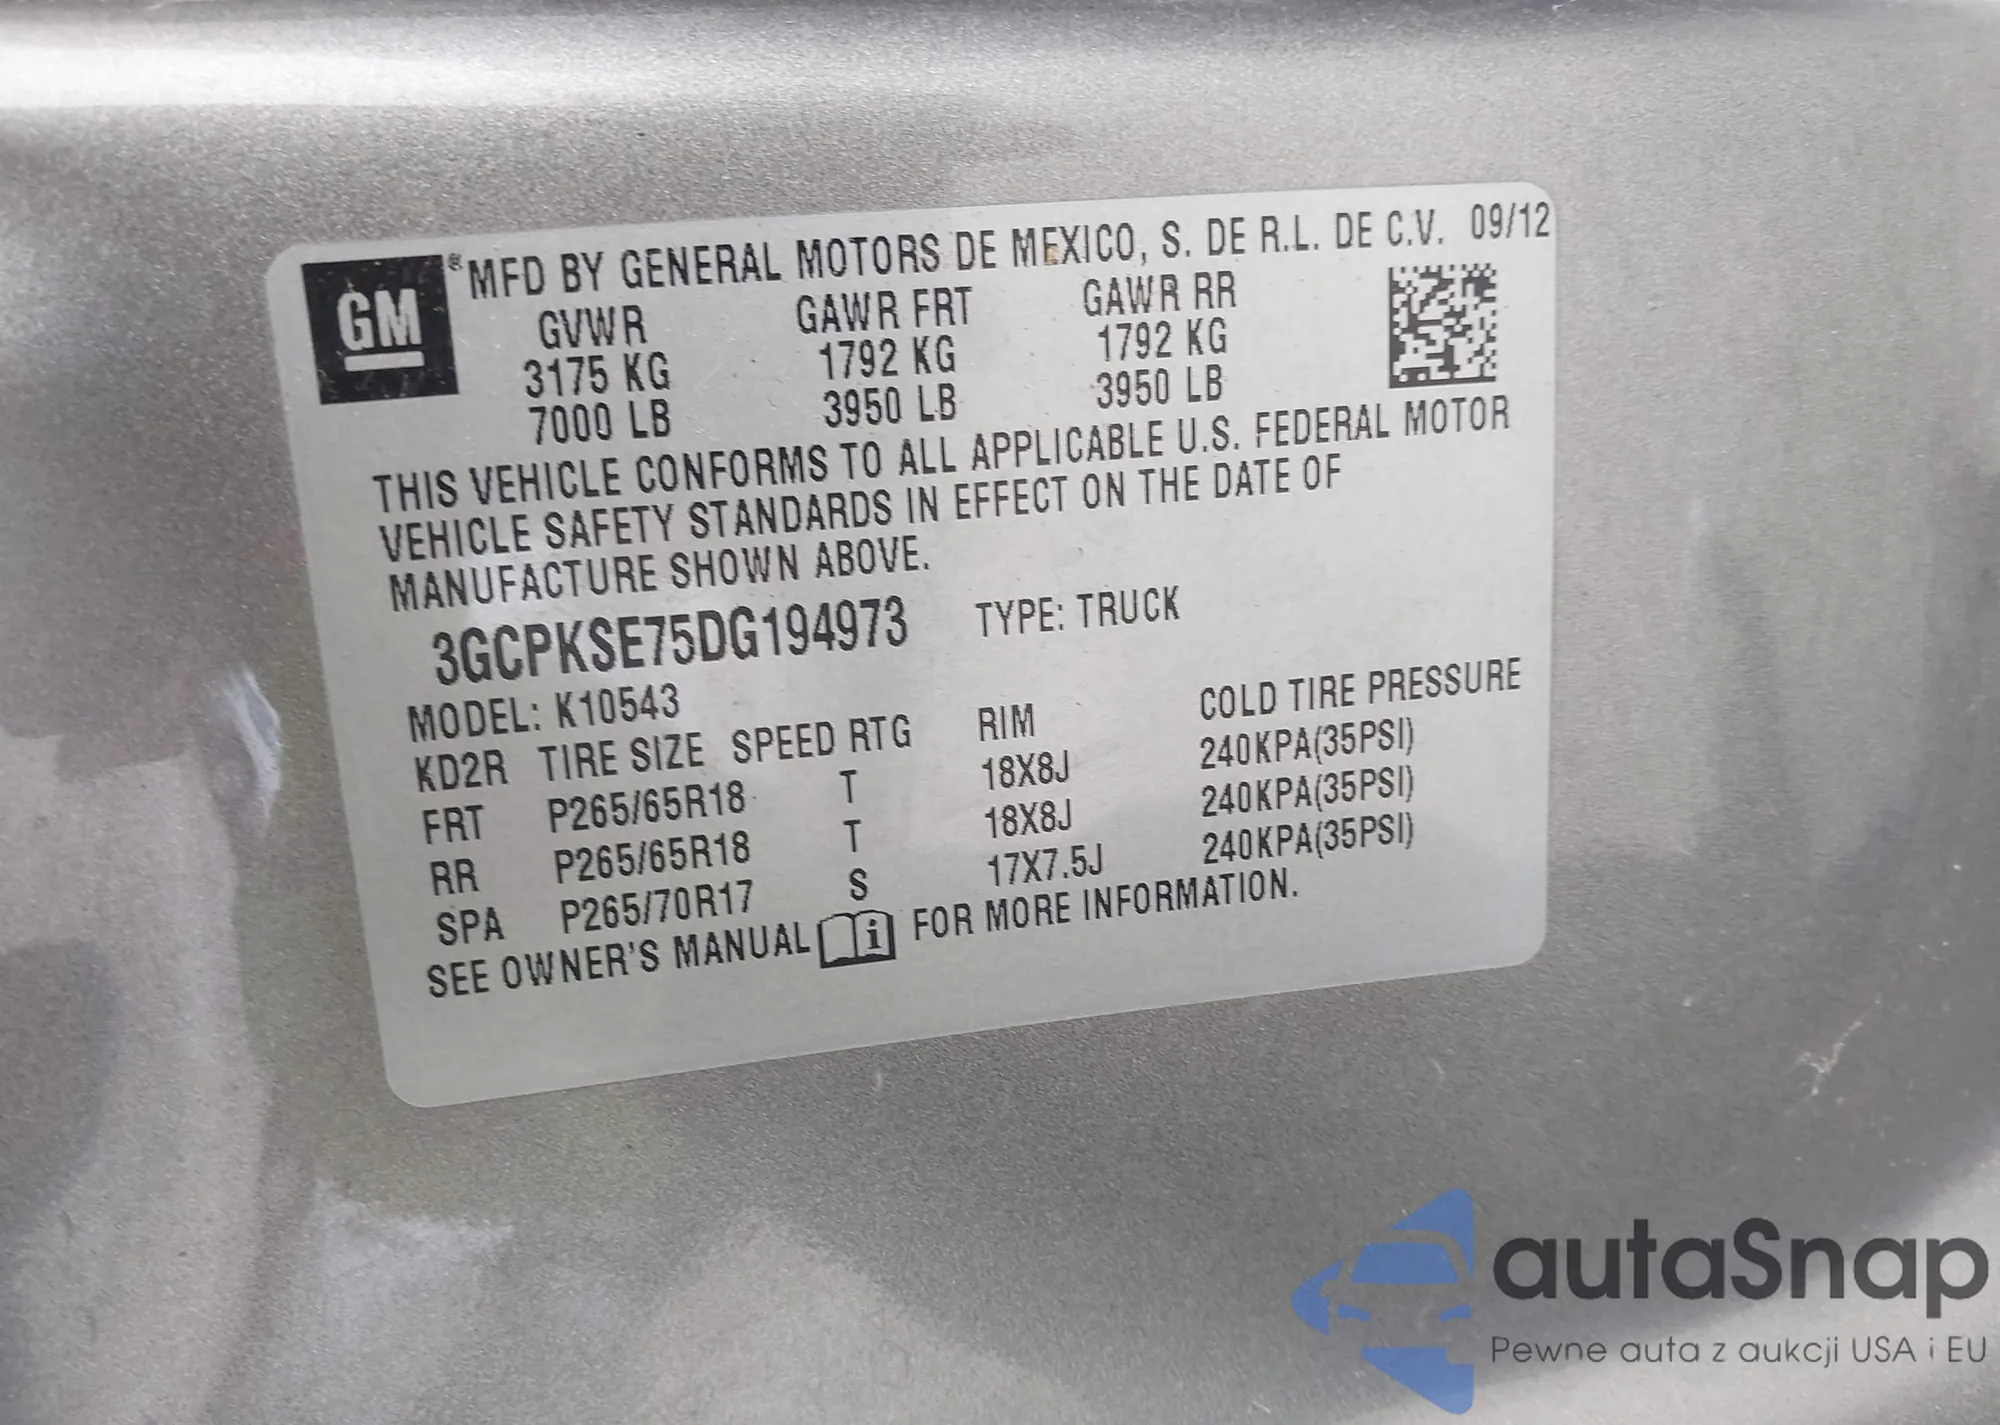 GM ® MFD BY GENERAL MOTORS DE MEXICO, S. DE R.L. DE C.V. 09/12
GVWR GAWR FRT GAWR RR
3175 KG 1792 KG 1792 KG
7000 LB 3950 LB 3950 LB
THIS VEHICLE CONFORMS TO ALL APPLICABLE U.S. FEDERAL MOTOR
VEHICLE SAFETY STANDARDS IN EFFECT ON THE DATE OF
MANUFACTURE SHOWN ABOVE.
3GCPKSE75DG194973 TYPE: TRUCK
MODEL: K10543
KD2R TIRE SIZE SPEED RTG RIM COLD TIRE PRESSURE
FRT P265/65R18 T 18X8J 240KPA(35PSI)
RR P265/65R18 T 18X8J 240KPA(35PSI)
SPA P265/70R17 S 17X7.5J 240KPA(35PSI)
SEE OWNER'S MANUAL i FOR MORE INFORMATION.
autaSnap
Pewne auta z aukcji USA i EU